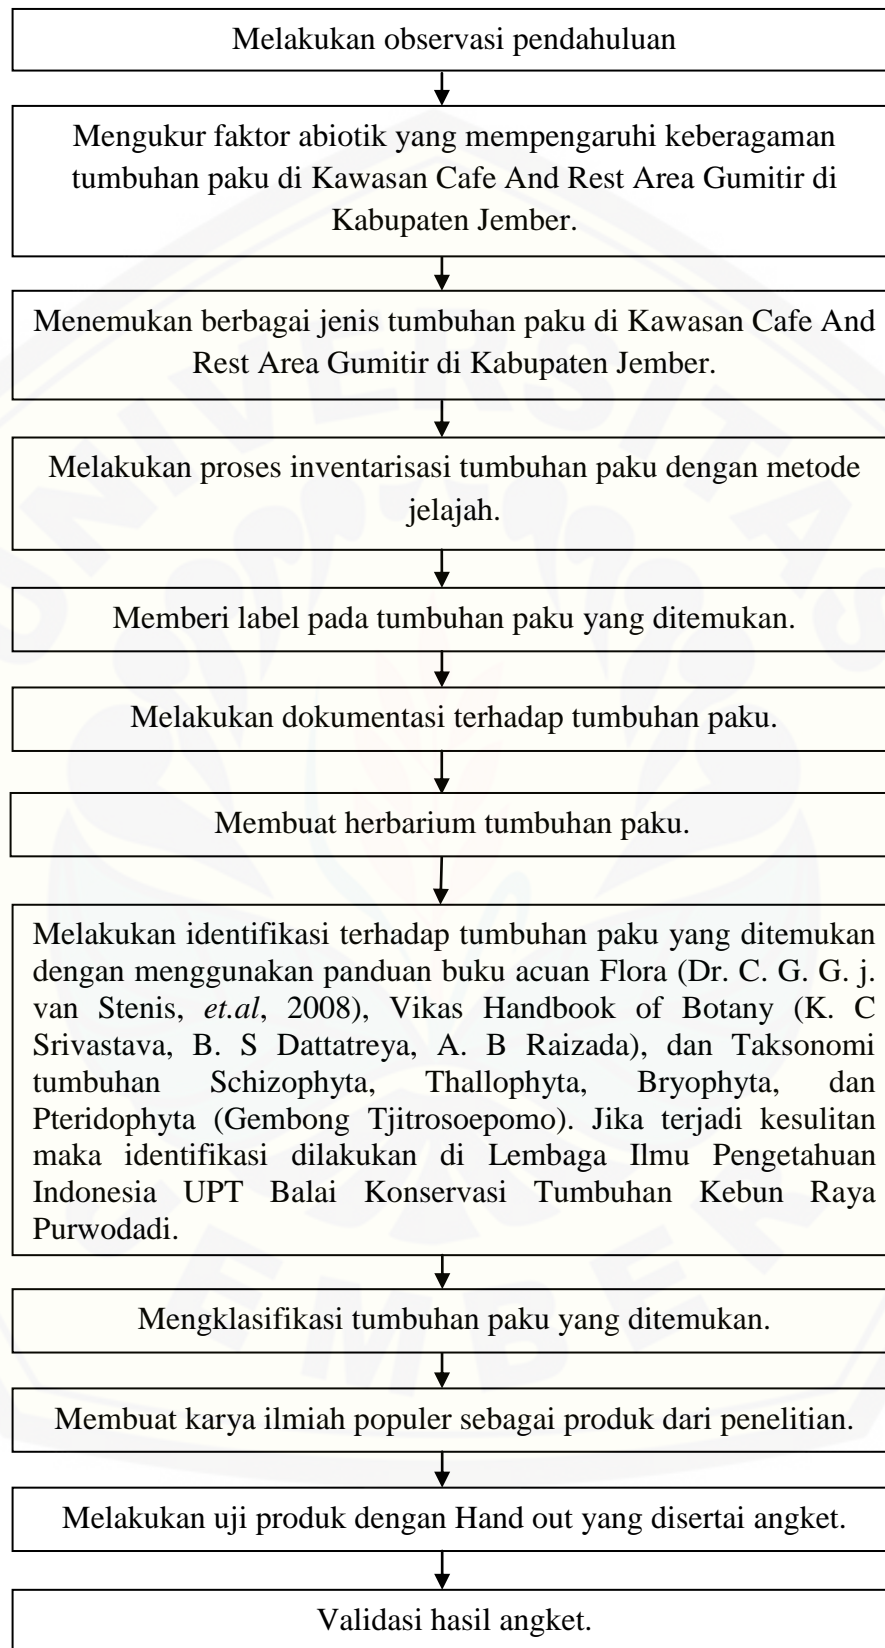 Melakukan observasi pendahuluan
Mengukur faktor abiotik yang mempengaruhi keberagaman
tumbuhan paku di Kawasan Cafe And Rest Area Gumitir di
Kabupaten Jember.
Menemukan berbagai jenis tumbuhan paku di Kawasan Cafe And
Rest Area Gumitir di Kabupaten Jember.
Melakukan proses inventarisasi tumbuhan paku dengan metode
jelajah.
Memberi label pada tumbuhan paku yang ditemukan.
Melakukan dokumentasi terhadap tumbuhan paku.
Membuat herbarium tumbuhan paku.
Melakukan identifikasi terhadap tumbuhan paku yang ditemukan
dengan menggunakan panduan buku acuan Flora (Dr. C. G. G. j.
van Stenis, et.al, 2008), Vikas Handbook of Botany (K. C
Srivastava, B. S Dattatreya, A. B Raizada), dan Taksonomi
tumbuhan Schizophyta, Thallophyta, Bryophyta, dan
Pteridophyta (Gembong Tjitrosoepomo). Jika terjadi kesulitan
maka identifikasi dilakukan di Lembaga Ilmu Pengetahuan
Indonesia UPT Balai Konservasi Tumbuhan Kebun Raya
Purwodadi.
Mengklasifikasi tumbuhan paku yang ditemukan.
Membuat karya ilmiah populer sebagai produk dari penelitian.
Melakukan uji produk dengan Hand out yang disertai angket.
Validasi hasil angket.
UNIVERSITAS
JEMBER